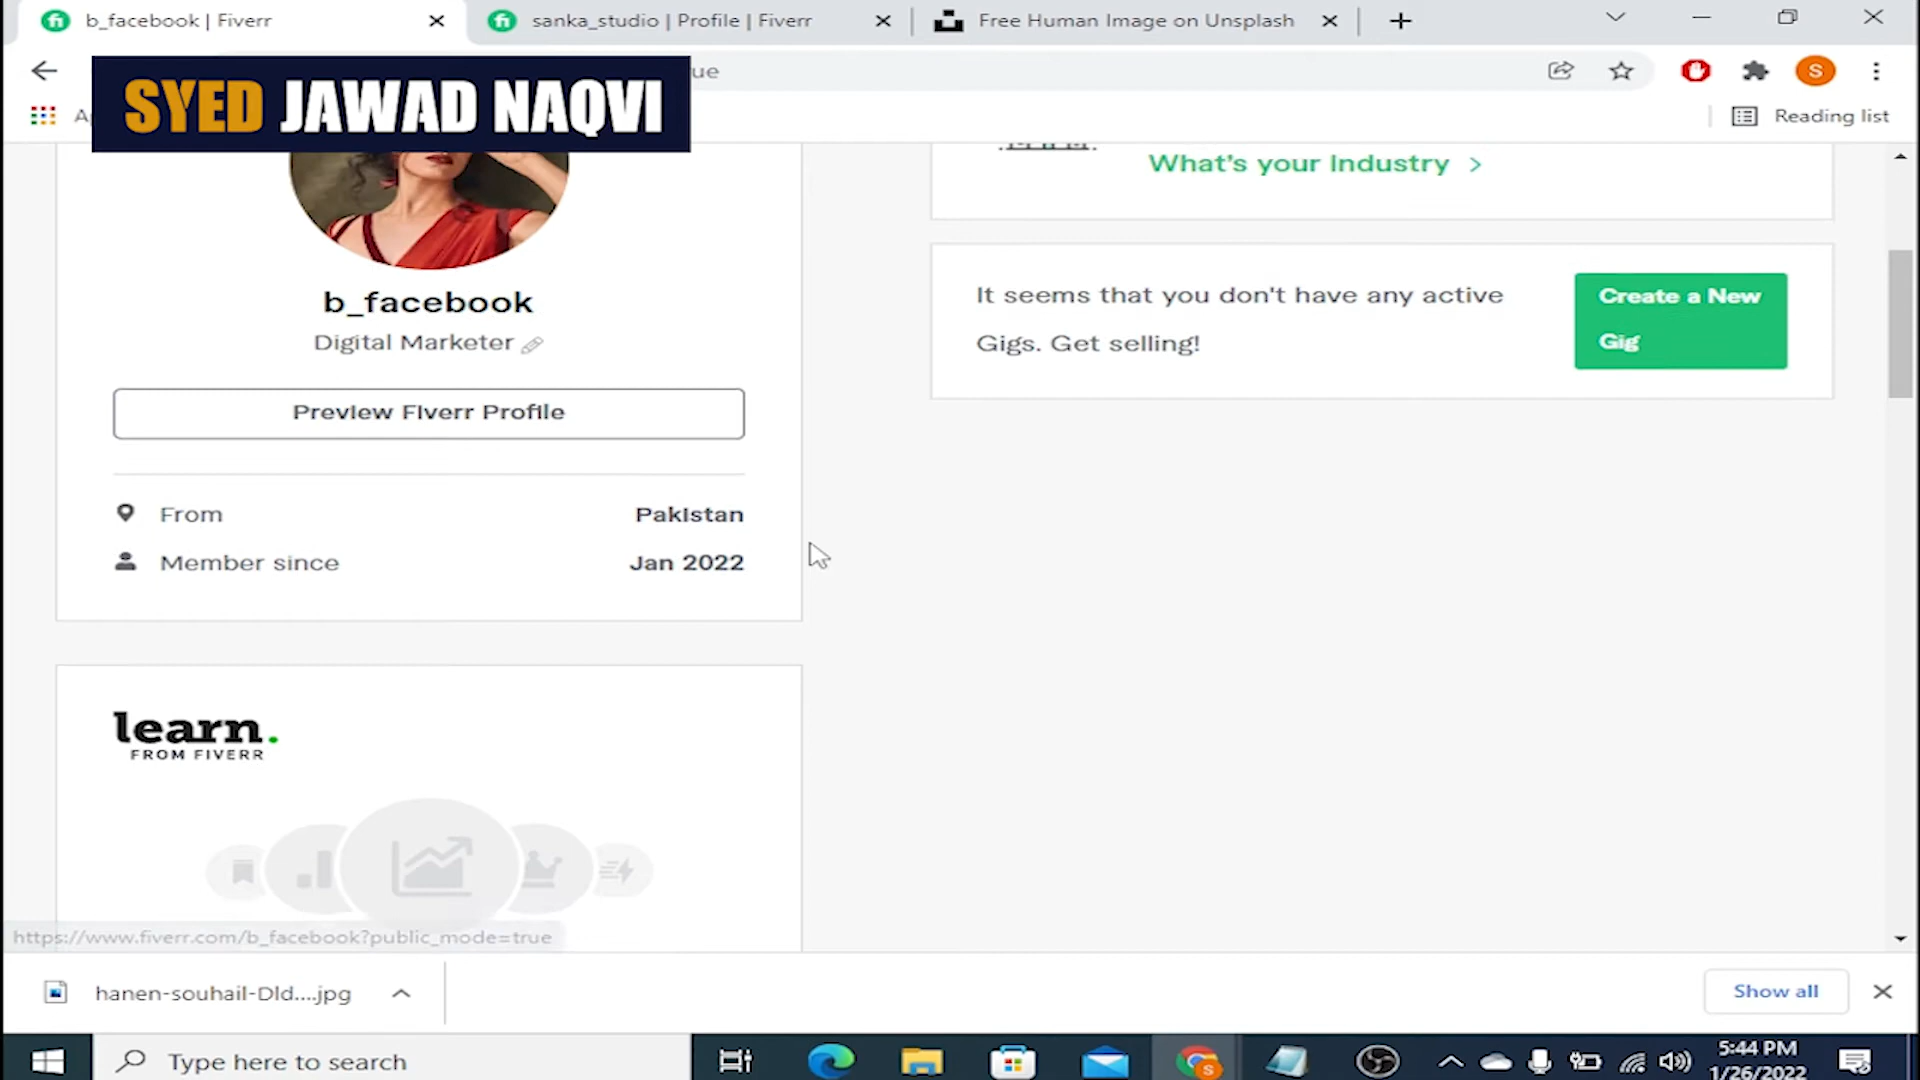 b_facebook | Fiverr
sanka_studio | Profile | Fiverr
Free Human Image on Unsplash
SYED JAWAD NAQVI
ue
Reading list
What's your Industry >
b_facebook
Digital Marketer
It seems that you don't have any active
Gigs. Get selling!
Create a New
Gig
Preview Fiverr Profile
From
Pakistan
Member since
Jan 2022
learn.
FROM FIVERR
https://www.fiverr.com/b_facebook?public_mode=true
hanen-souhail-Dld....jpg
Show all
Type here to search
5:44 PM
1/26/2022